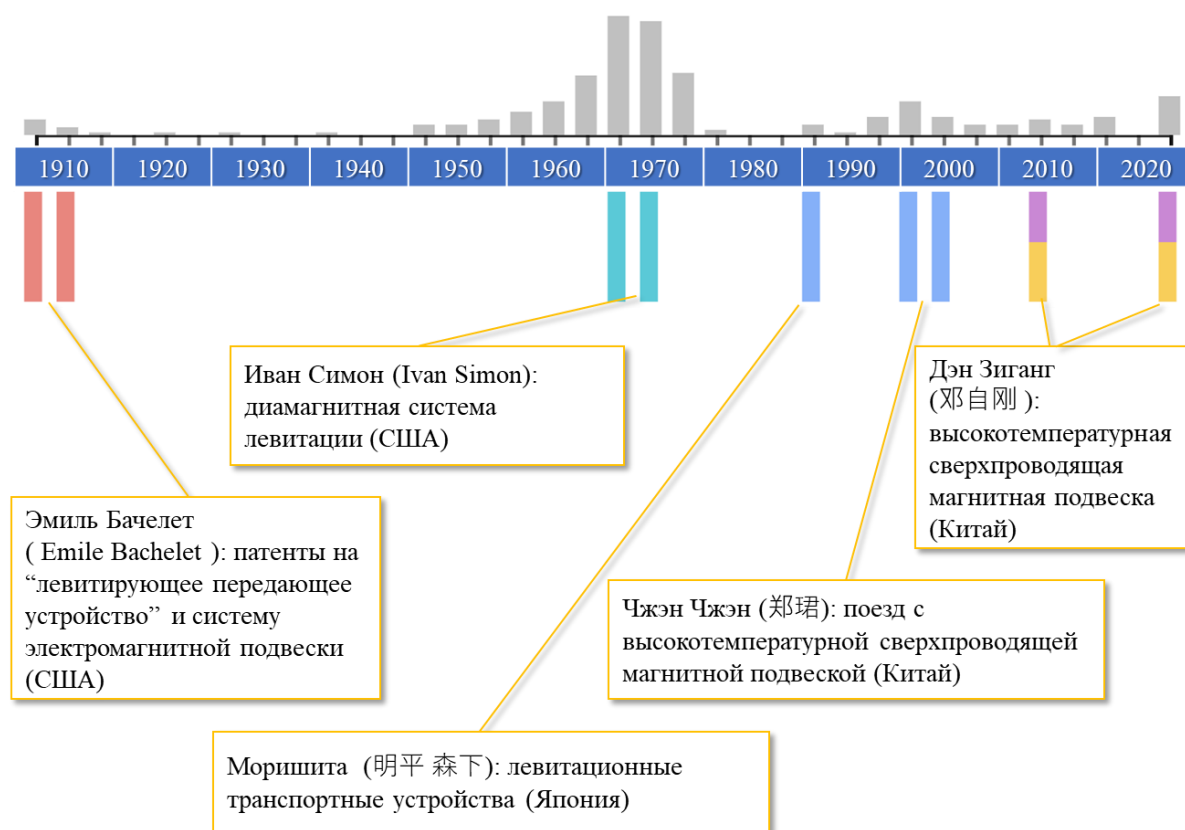 1910 1920 1930 1940 1950 1960 1970 1980 1990 2000 2010 2020
Иван Симон (Ivan Simon):
диамагнитная система
левитации (США)
Дэн Зиганг
(邓自刚 ):
высокотемпературная
сверхпроводящая
магнитная подвеска
(Китай)
Эмиль Бачелет
( Emile Bachelet ): патенты на
“левитирующее передающее
устройство” и систему
электромагнитной подвески
(США)
Чжэн Чжэн (郑珺): поезд с
высокотемпературной сверхпроводящей
магнитной подвеской (Китай)
Моришита (明平 森下): левитационные
транспортные устройства (Япония)